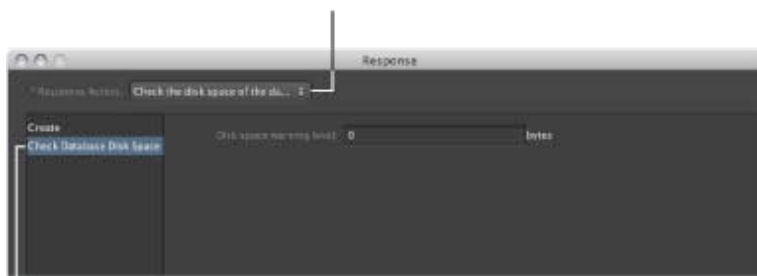 Response
* Response Action: Check the disk space of the da...
Create
Check Database Disk Space
Disk space warning level: 0 bytes